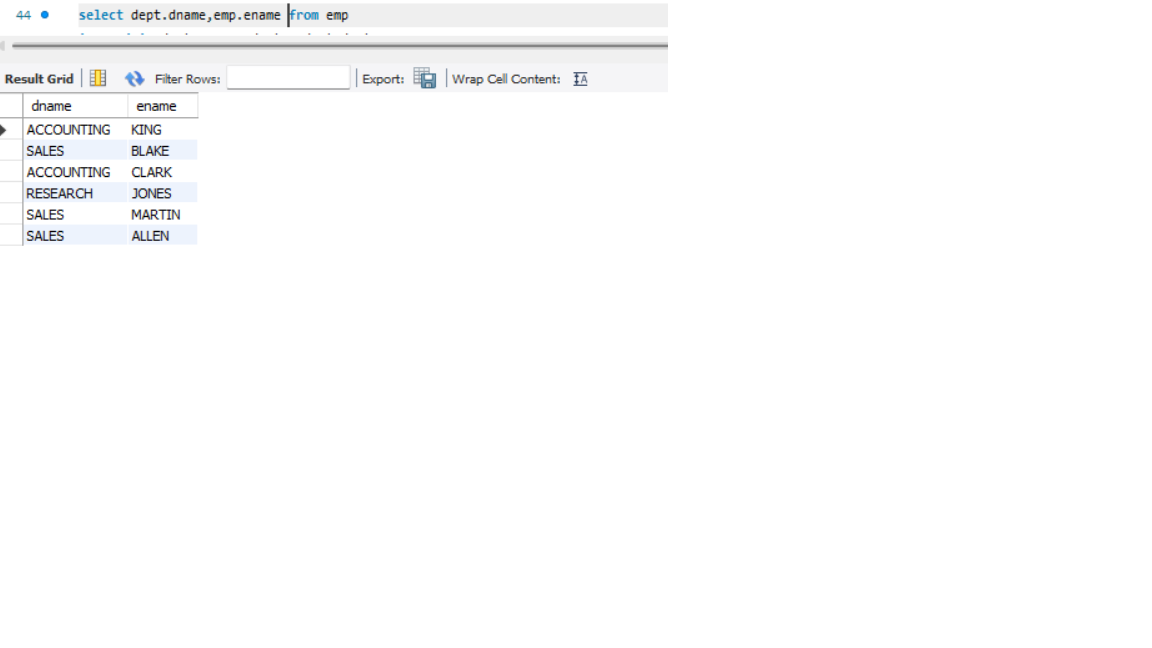 44 select dept.dname,emp.ename from emp
Result Grid Filter Rows: Export: Wrap Cell Content: IA
dname ename
ACCOUNTING KING
SALES BLAKE
ACCOUNTING CLARK
RESEARCH JONES
SALES MARTIN
SALES ALLEN